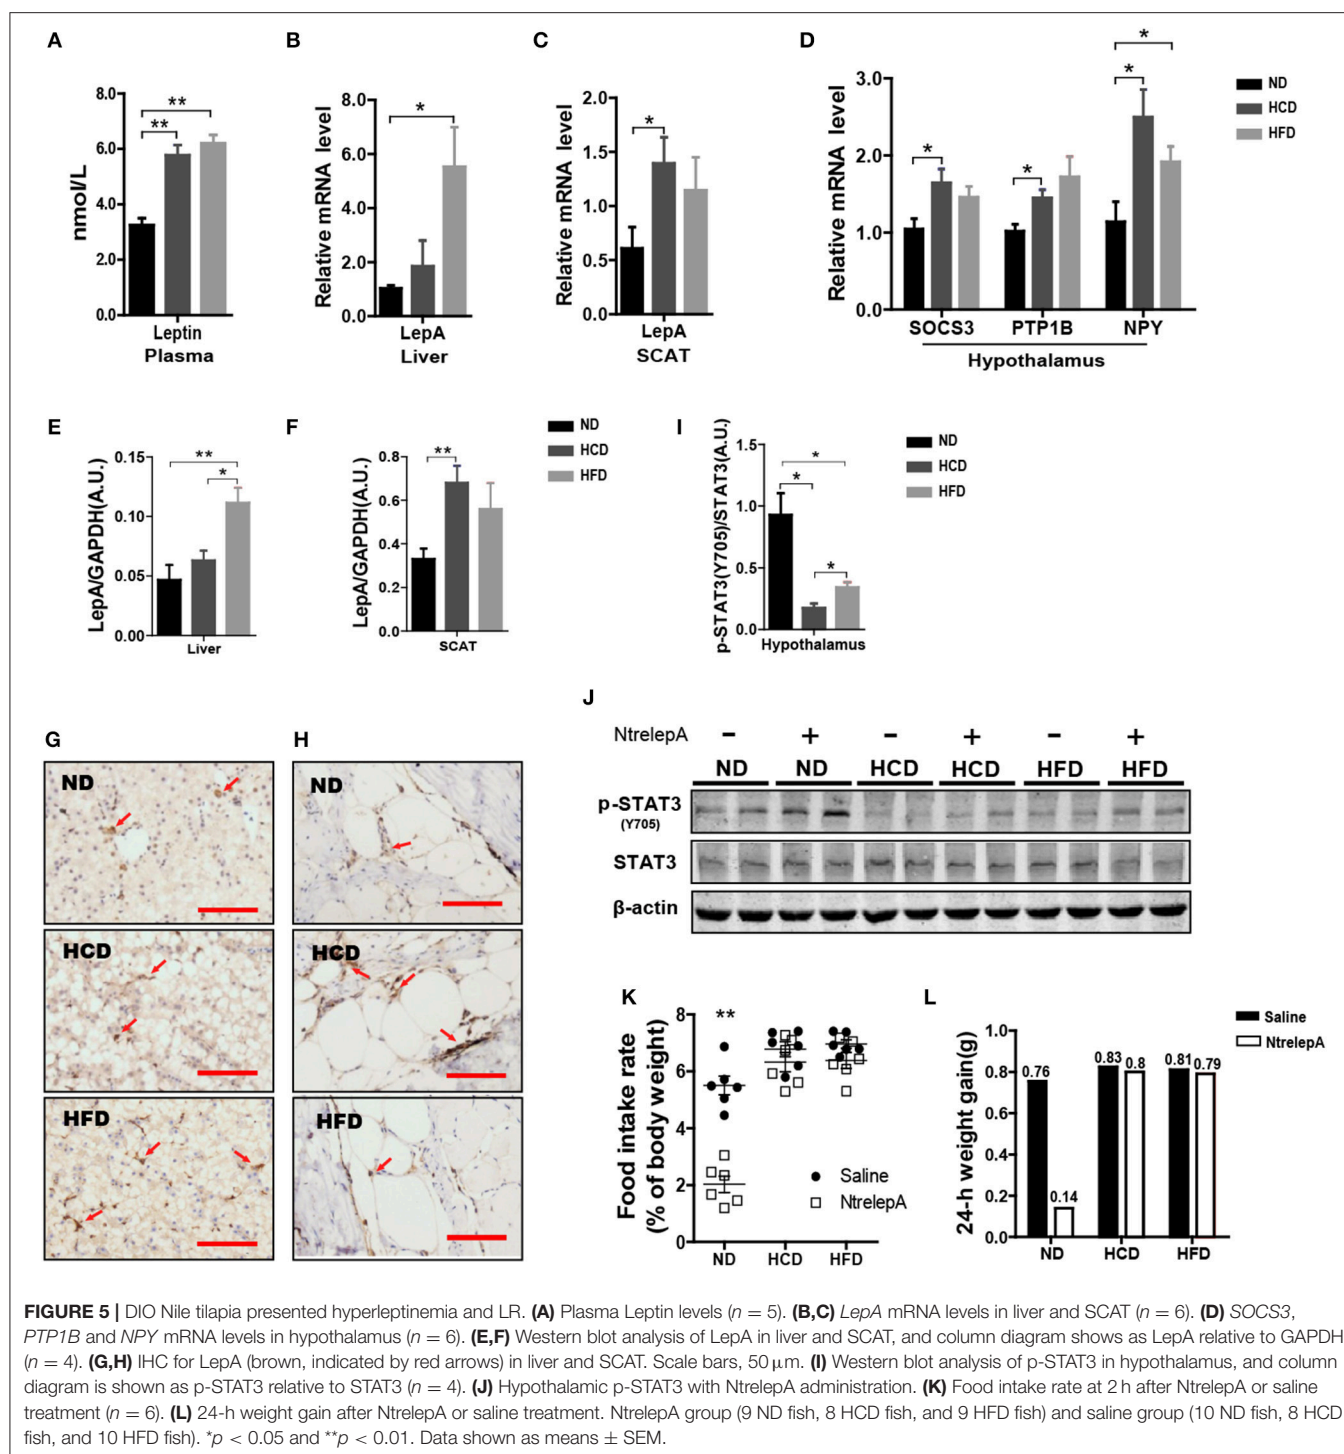 A
B
C
D
nmol/L
8.0
6.0
4.0
2.0
0.0
**
**
Leptin
Plasma
Relative mRNA level
8.0
6.0
4.0
2.0
0.0
*
LepA
Liver
Relative mRNA level
2.0
1.5
1.0
0.5
0.0
*
LepA
SCAT
Relative mRNA level
3.0
2.0
1.0
0.0
*
*
*
*
SOCS3 PTP1B NPY
Hypothalamus
ND
HCD
HFD
E
F
I
LepA/GAPDH(A.U.)
0.15
0.10
0.05
0.00
**
*
Liver
LepA/GAPDH(A.U.)
0.8
0.6
0.4
0.2
0.0
**
SCAT
ND
HCD
HFD
p-STAT3(Y705)/STAT3(A.U.)
1.5
1.0
0.5
0.0
*
*
*
Hypothalamus
ND
HCD
HFD
G
H
ND
HCD
HFD
ND
HCD
HFD
J
NtrelepA - + - + - +
ND ND HCD HCD HFD HFD
p-STAT3
(Y705)
STAT3
β-actin
K
Food intake rate
(% of body weight)
8
6
4
2
0
**
Saline
NtrelepA
ND HCD HFD
L
24-h weight gain(g)
1.0
0.8
0.6
0.4
0.2
0.0
0.76
0.14
0.83
0.8
0.81
0.79
ND HCD HFD
Saline
NtrelepA
FIGURE 5 | DIO Nile tilapia presented hyperleptinemia and LR. (A) Plasma Leptin levels (n = 5). (B,C) LepA mRNA levels in liver and SCAT (n = 6). (D) SOCS3,
PTP1B and NPY mRNA levels in hypothalamus (n = 6). (E,F) Western blot analysis of LepA in liver and SCAT, and column diagram shows as LepA relative to GAPDH
(n = 4). (G,H) IHC for LepA (brown, indicated by red arrows) in liver and SCAT. Scale bars, 50 μm. (I) Western blot analysis of p-STAT3 in hypothalamus, and column
diagram is shown as p-STAT3 relative to STAT3 (n = 4). (J) Hypothalamic p-STAT3 with NtrelepA administration. (K) Food intake rate at 2 h after NtrelepA or saline
treatment (n = 6). (L) 24-h weight gain after NtrelepA or saline treatment. NtrelepA group (9 ND fish, 8 HCD fish, and 9 HFD fish) and saline group (10 ND fish, 8 HCD
fish, and 10 HFD fish). *p < 0.05 and **p < 0.01. Data shown as means ± SEM.